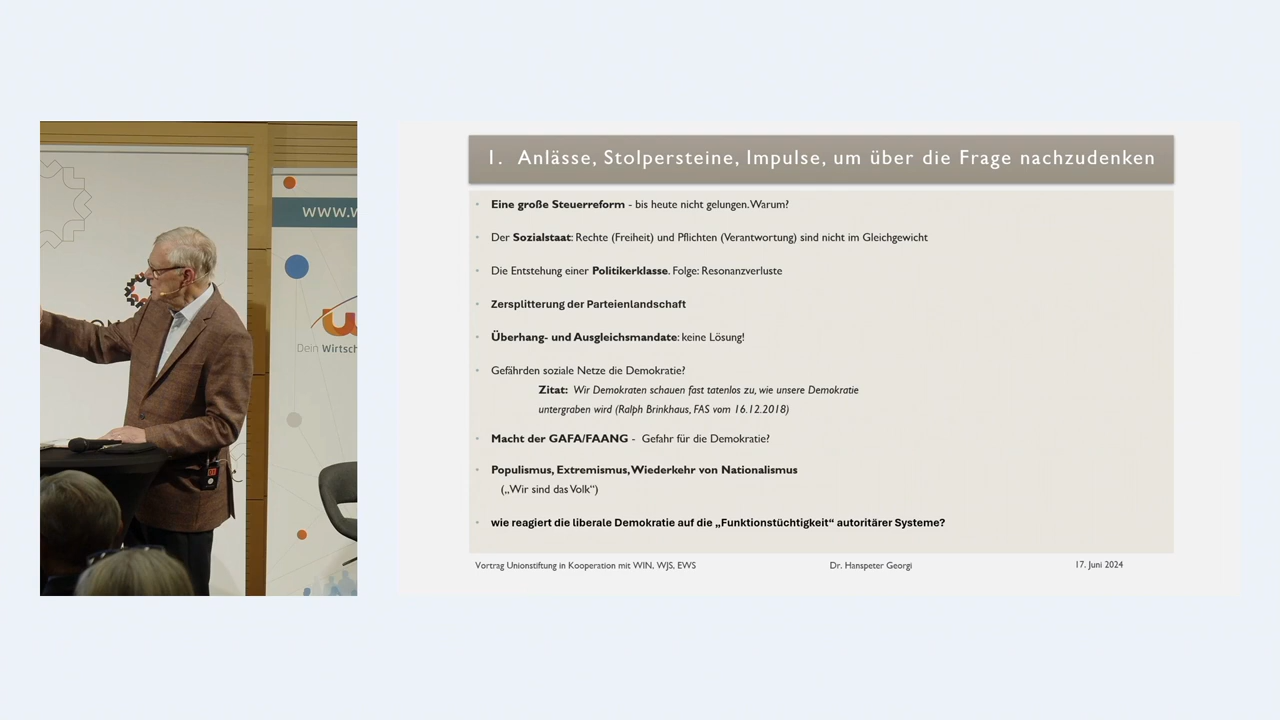 WWW.W
Dein Wirtsch
1. Anlässe, Stolpersteine, Impulse, um über die Frage nachzudenken
• Eine große Steuerreform - bis heute nicht gelungen. Warum?
• Der Sozialstaat: Rechte (Freiheit) und Pflichten (Verantwortung) sind nicht im Gleichgewicht
• Die Entstehung einer Politikerklasse. Folge: Resonanzverluste
• Zersplitterung der Parteienlandschaft
• Überhang- und Ausgleichsmandate: keine Lösung!
• Gefährden soziale Netze die Demokratie?
Zitat: Wir Demokraten schauen fast tatenlos zu, wie unsere Demokratie
untergraben wird (Ralph Brinkhaus, FAS vom 16.12.2018)
• Macht der GAFA/FAANG - Gefahr für die Demokratie?
• Populismus, Extremismus, Wiederkehr von Nationalismus
(„Wir sind das Volk“)
• wie reagiert die liberale Demokratie auf die „Funktionstüchtigkeit“ autoritärer Systeme?
Vortrag Unionstiftung in Kooperation mit WIN, WJS, EWS Dr. Hanspeter Georgi 17. Juni 2024